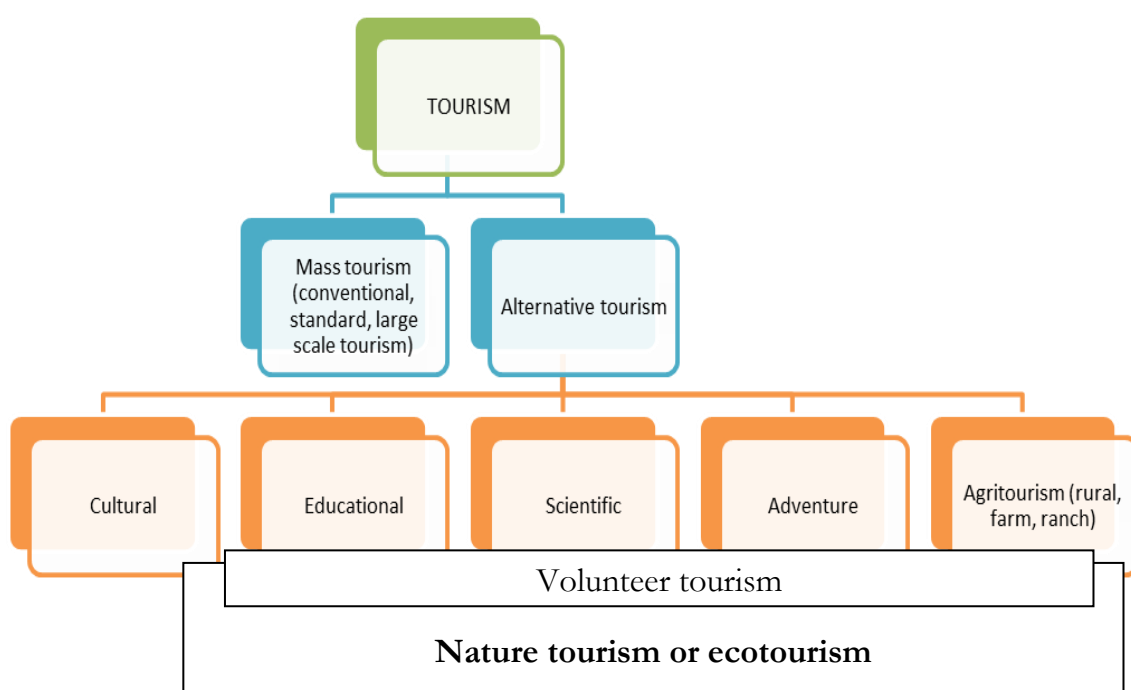 TOURISM
Mass tourism
(conventional,
standard, large
scale tourism)
Alternative tourism
Cultural
Educational
Scientific
Adventure
Agritourism (rural,
farm, ranch)
Volunteer tourism
Nature tourism or ecotourism